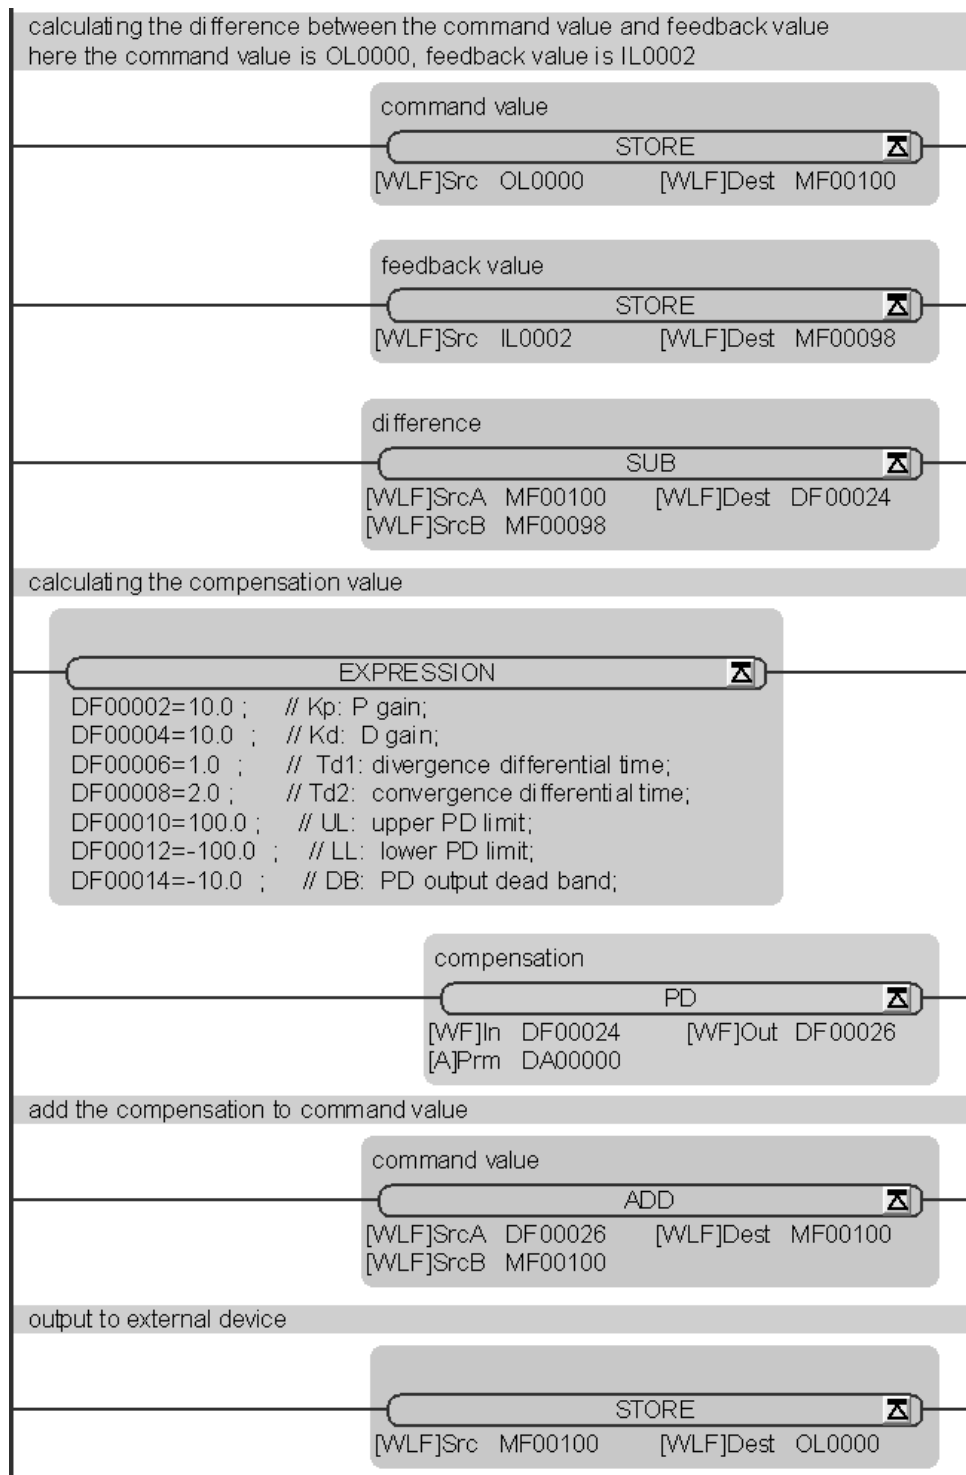 calculating the difference between the command value and feedback value
here the command value is OL0000, feedback value is IL0002
command value
STORE
[WLF]Src OL0000 [WLF]Dest MF00100
feedback value
STORE
[WLF]Src IL0002 [WLF]Dest MF00098
difference
SUB
[WLF]SrcA MF00100 [WLF]Dest DF00024
[WLF]SrcB MF00098
calculating the compensation value
EXPRESSION
DF00002=10.0 ; // Kp: P gain;
DF00004=10.0 ; // Kd: D gain;
DF00006=1.0 ; // Td1: divergence differential time;
DF00008=2.0 ; // Td2: convergence differential time;
DF00010=100.0 ; // UL: upper PD limit;
DF00012=-100.0 ; // LL: lower PD limit;
DF00014=-10.0 ; // DB: PD output dead band;
compensation
PD
[WF]In DF00024 [WF]Out DF00026
[A]Prm DA00000
add the compensation to command value
command value
ADD
[WLF]SrcA DF00026 [WLF]Dest MF00100
[WLF]SrcB MF00100
output to external device
STORE
[WLF]Src MF00100 [WLF]Dest OL0000